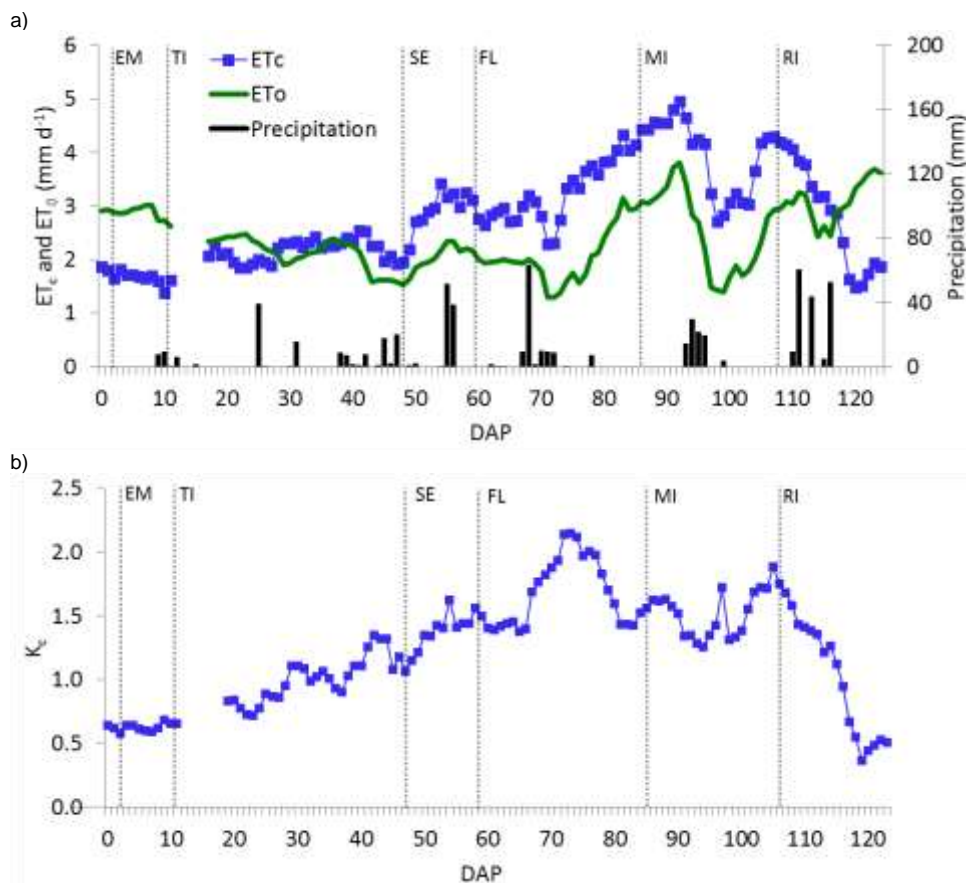 a)
6 200
EM TI SE FL MI RI
ETc
ETo
Precipitation
5 160
4 120
3
2 80
1 40
0 0
ETc and ET0 (mm d-1)
Precipitation (mm)
0 10 20 30 40 50 60 70 80 90 100 110 120
DAP
b)
2.5
EM TI SE FL MI RI
2.0
1.5
1.0
0.5
0.0
Kc
0 10 20 30 40 50 60 70 80 90 100 110 120
DAP